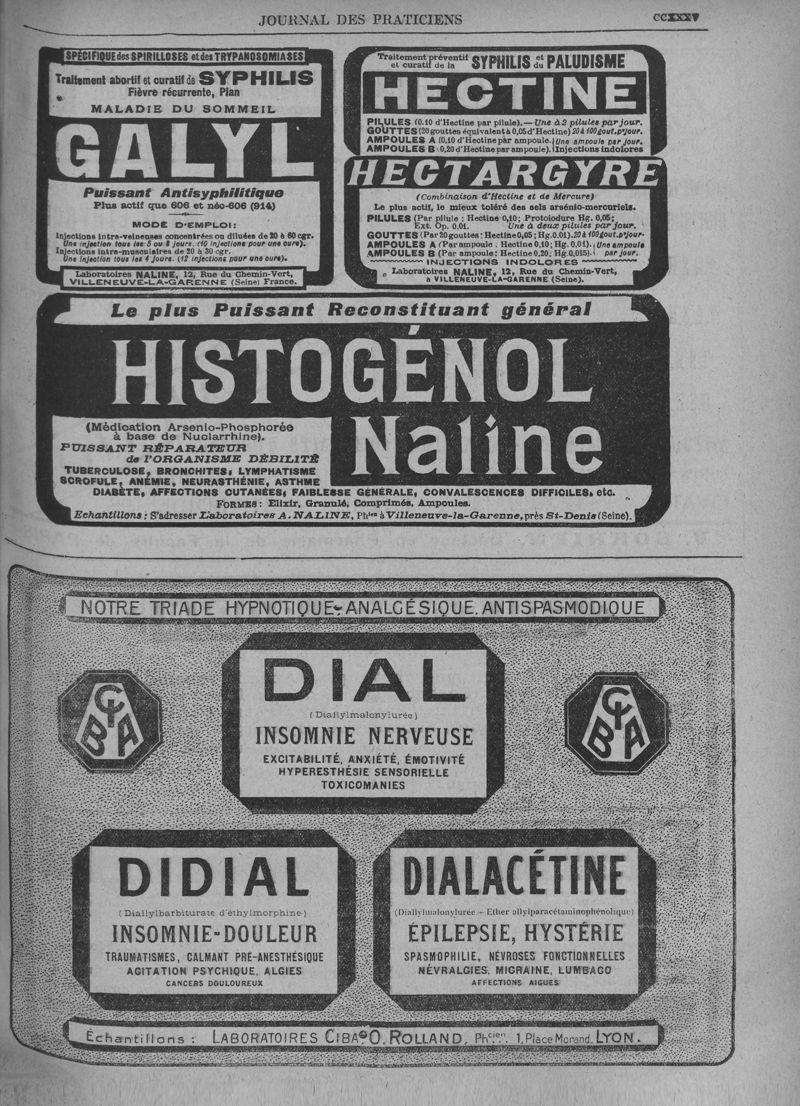 JOURNAL DES PRATICIENS
CCXXXV
SPÉCIFIQUE des SPIRILLOSES et des TRYPANOSOMIASES
Traitement abortif et curatif de SYPHILIS
Fièvre récurrente, Pian
MALADIE DU SOMMEIL
GALYL
Puissant Antisyphilitique
Plus actif que 606 et néo-606 (914)
MODE D'EMPLOI:
Injections intra-veineuses concentrées ou diluées de 20 à 60 cgr.
Une injection tous les 5 ou 8 jours. (10 injections pour une cure).
Injections intra-musculaires de 20 à 30 cgr.
Une injection tous les 4 jours. (12 injections pour une cure).
Laboratoires NALINE, 12, Rue du Chemin-Vert,
VILLENEUVE-LA-GARENNE (Seine) France.
Traitement préventif et curatif de la SYPHILIS et du PALUDISME
HECTINE
PILULES (0.10 d'Hectine par pilule).— Une à 2 pilules par jour.
GOUTTES (20 gouttes équivalent à 0,05 d'Hectine) 20 à 100 gout. p'jour.
AMPOULES A (0,10 d'Hectine par ampoule). Une ampoule par jour.
AMPOULES B (0,20 d'Hectine par ampoule). Injections indolores
HECTARGYRE
(Combinaison d'Hectine et de Mercure)
Le plus actif, le mieux toléré des sels arsénio-mercuriels.
PILULES (Par pilule : Hectine 0,10; Protoiodure Hg. 0,05;
Ext. Op. 0,01. Une à deux pilules par jour.
GOUTTES (Par 20 gouttes: Hectine 0,05; Hg. 0.01). 20 à 100 gout. p'jour.
AMPOULES A (Par ampoule : Hectine 0,10; Hg. 0,01). (Une ampoule
AMPOULES B (Par ampoule: Hectine 0,20; Hg. 0,015). par jour.
INJECTIONS INDOLORES
Laboratoires NALINE, 12, Rue du Chemin-Vert,
à VILLENEUVE-LA-GARENNE (Seine).
Le plus Puissant Reconstituant général
HISTOGÉNOL
Naline
(Médication Arsenio-Phosphorée
à base de Nuclarrhine).
PUISSANT RÉPARATEUR
de l'ORGANISME DÉBILITÉ
TUBERCULOSE, BRONCHITES, LYMPHATISME
SCROFULE, ANÉMIE, NEURASTHÉNIE, ASTHME
DIABÈTE, AFFECTIONS CUTANÉES, FAIBLESSE GÉNÉRALE, CONVALESCENCES DIFFICILES, etc.
FORMES: Elixir, Granulé, Comprimés, Ampoules.
Echantillons : S'adresser Laboratoires A. NALINE, Phien à Villeneuve-la-Garenne, près St-Denis (Seine).
NOTRE TRIADE HYPNOTIQUE-ANALGÉSIQUE. ANTISPASMODIQUE
CIBA
DIAL
(Diallylmalonylurée)
INSOMNIE NERVEUSE
EXCITABILITÉ, ANXIÉTÉ, ÉMOTIVITÉ
HYPERESTHÉSIE SENSORIELLE
TOXICOMANIES
CIBA
DIDIAL
(Diallylbarbiturate d'éthylmorphine)
INSOMNIE-DOULEUR
TRAUMATISMES, CALMANT PRÉ-ANESTHÉSIQUE
AGITATION PSYCHIQUE, ALGIES
CANCERS DOULOUREUX
DIALACÉTINE
(Diallylmalonylurée – Ether allylparacétaminophénolique)
ÉPILEPSIE, HYSTÉRIE
SPASMOPHILIE, NÉVROSES FONCTIONNELLES
NÉVRALGIES, MIGRAINE, LUMBAGO
AFFECTIONS AIGUES
Échantillons : LABORATOIRES CIBA O. ROLLAND, Phcien. 1, Place Morand, LYON.